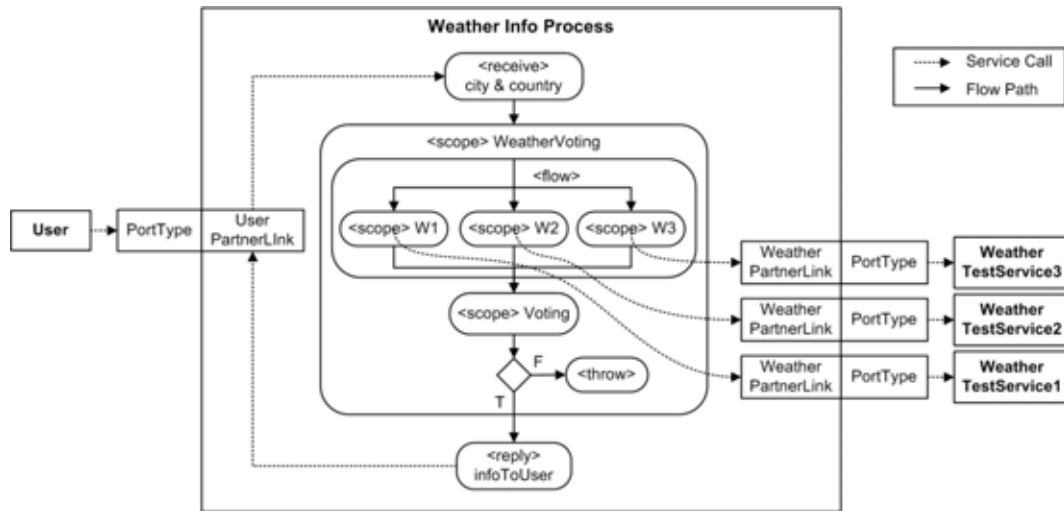 Weather Info Process
<receive>
city & country
Service Call
Flow Path
<scope> WeatherVoting
<flow>
<scope> W1
<scope> W2
<scope> W3
User
PortType
User
PartnerLInk
Weather
PartnerLink
PortType
Weather
TestService3
Weather
PartnerLink
PortType
Weather
TestService2
Weather
PartnerLink
PortType
Weather
TestService1
<scope> Voting
F
<throw>
T
<reply>
infoToUser